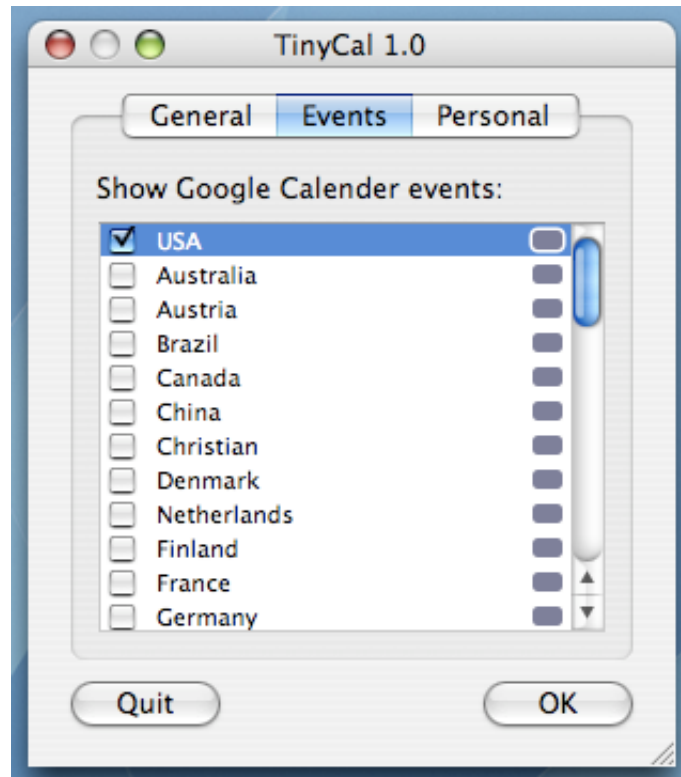 TinyCal 1.0
General Events Personal
Show Google Calender events:
USA
Australia
Austria
Brazil
Canada
China
Christian
Denmark
Netherlands
Finland
France
Germany
Quit OK